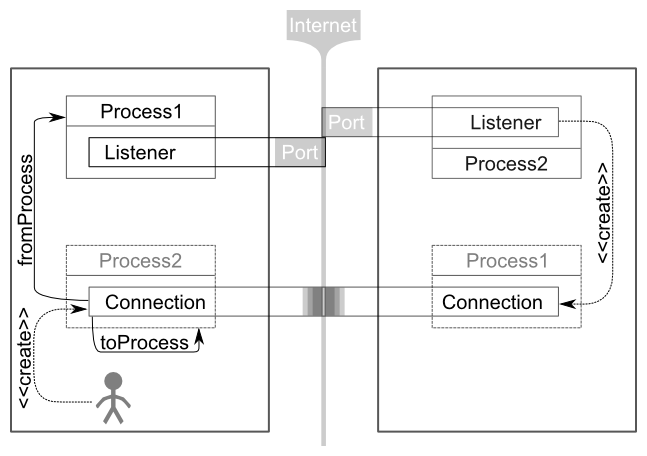 Internet
Process1
Port
Listener
Listener
Port
Process2
fromProcess
<<create>>
Process2
Process1
Connection
Connection
<<create>>
toProcess